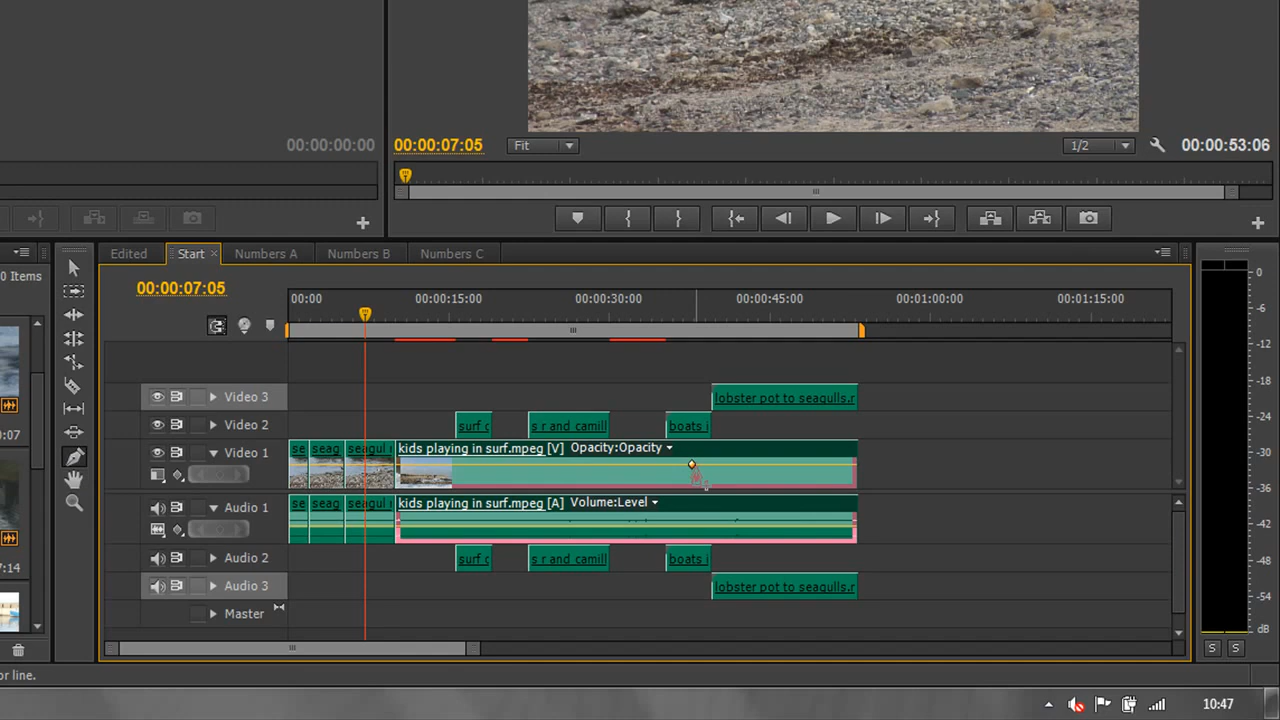 00:00:00:00
00:00:07:05
Fit
1/2
00:00:53:06
Edited
Start
Numbers A
Numbers B
Numbers C
0 Items
00:00:07:05
00:00
00:00:15:00
00:00:30:00
00:00:45:00
00:01:00:00
00:01:15:00
0
-6
-12
-18
-24
-30
-36
-42
-48
-54
dB
S S
Video 3
lobster pot to seagulls.r
Video 2
surf c
s r and camill
boats i
Video 1
se
seag
seagul r
kids playing in surf.mpeg [V] Opacity:Opacity
Audio 1
se
seag
seagul r
kids playing in surf.mpeg [A] Volume:Level
Audio 2
surf c
s r and camill
boats i
Audio 3
lobster pot to seagulls.r
Master
:07
:14
or line.
10:47